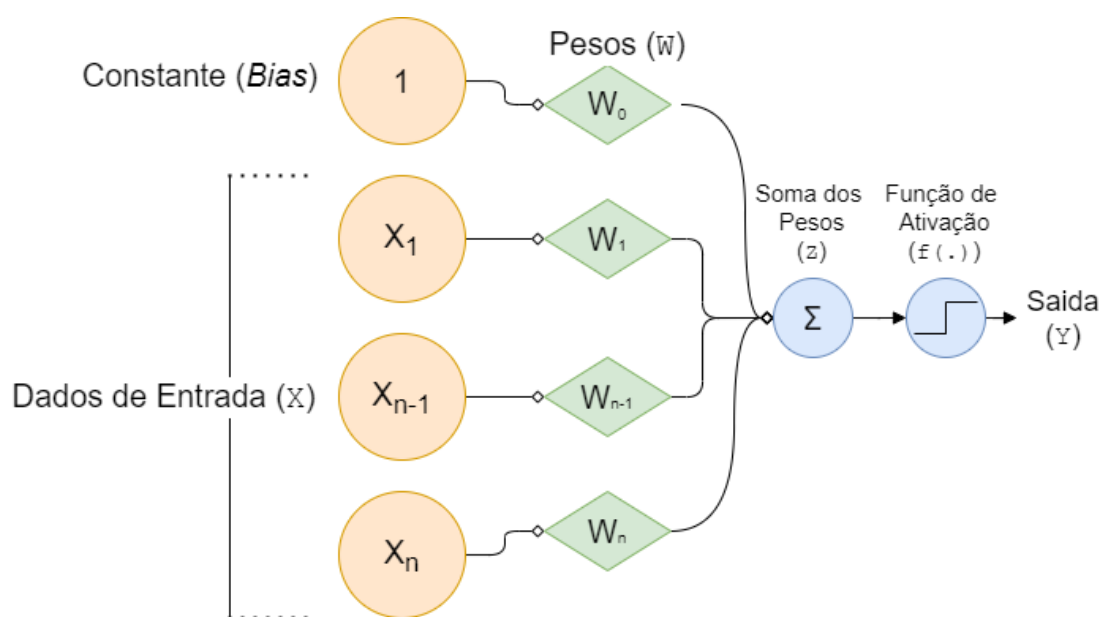 Pesos (W)
Constante (Bias)
1
W₀
Soma dos
Pesos
(z)
Função de
Ativação
(f(.))
X₁
W₁
Σ
Saida
(Y)
Dados de Entrada (X)
Xₙ₋₁
Wₙ₋₁
Xₙ
Wₙ